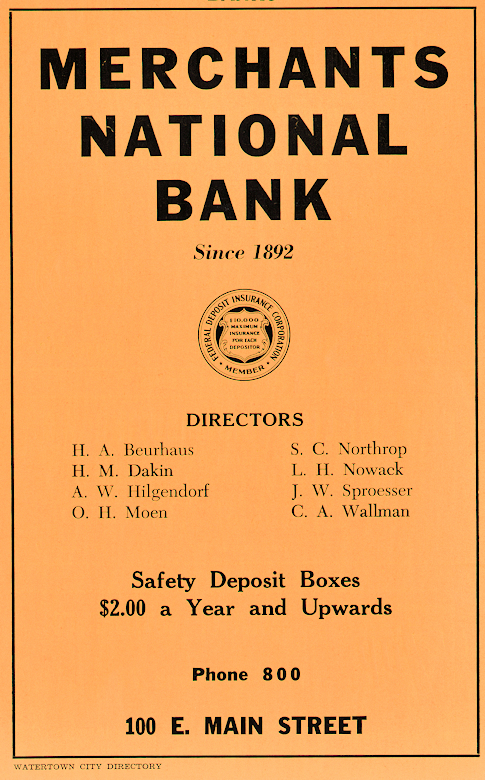 MERCHANTS
NATIONAL
BANK
Since 1892
FEDERAL DEPOSIT INSURANCE CORPORATION
$10,000
MAXIMUM
INSURANCE
FOR EACH
DEPOSITOR
MEMBER
DIRECTORS
H. A. Beurhaus
H. M. Dakin
A. W. Hilgendorf
O. H. Moen
S. C. Northrop
L. H. Nowack
J. W. Sproesser
C. A. Wallman
Safety Deposit Boxes
$2.00 a Year and Upwards
Phone 800
100 E. MAIN STREET
WATERTOWN CITY DIRECTORY